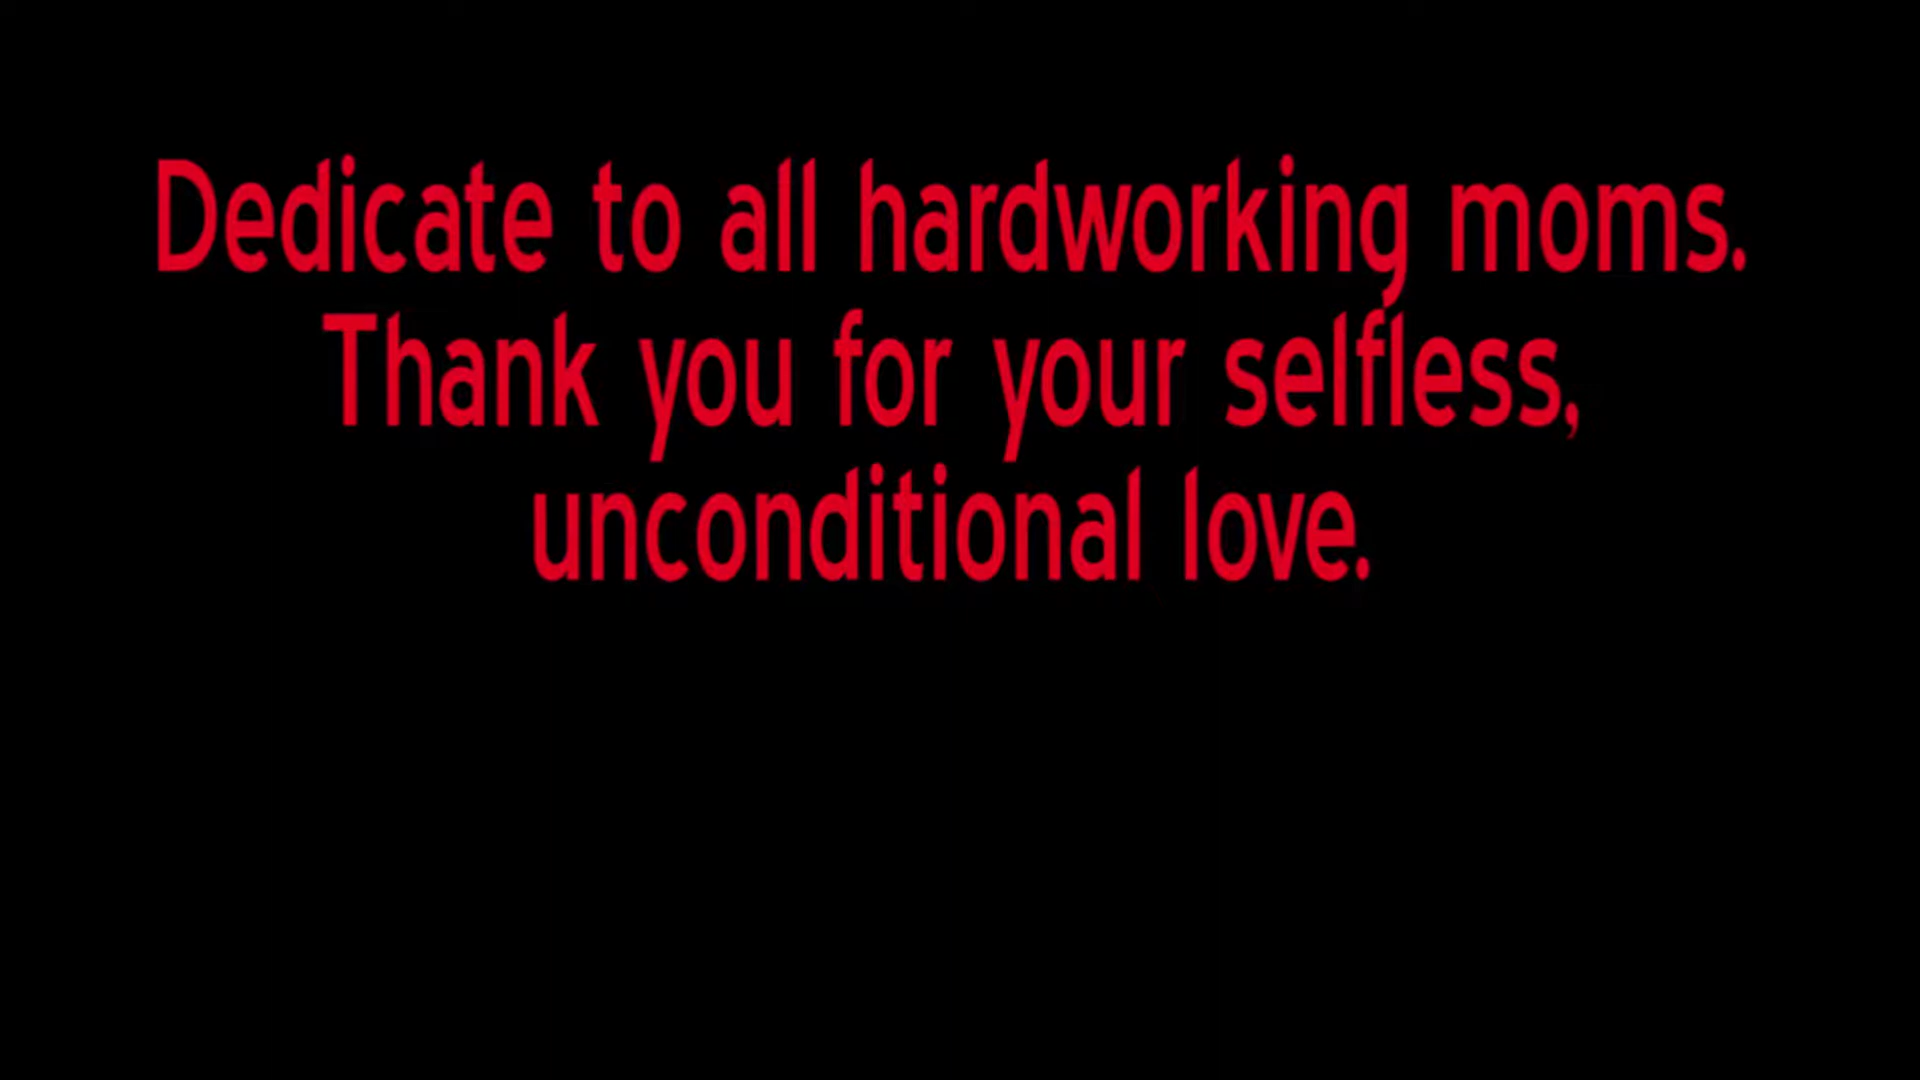 Dedicate to all hardworking moms.
Thank you for your selfless,
unconditional love.